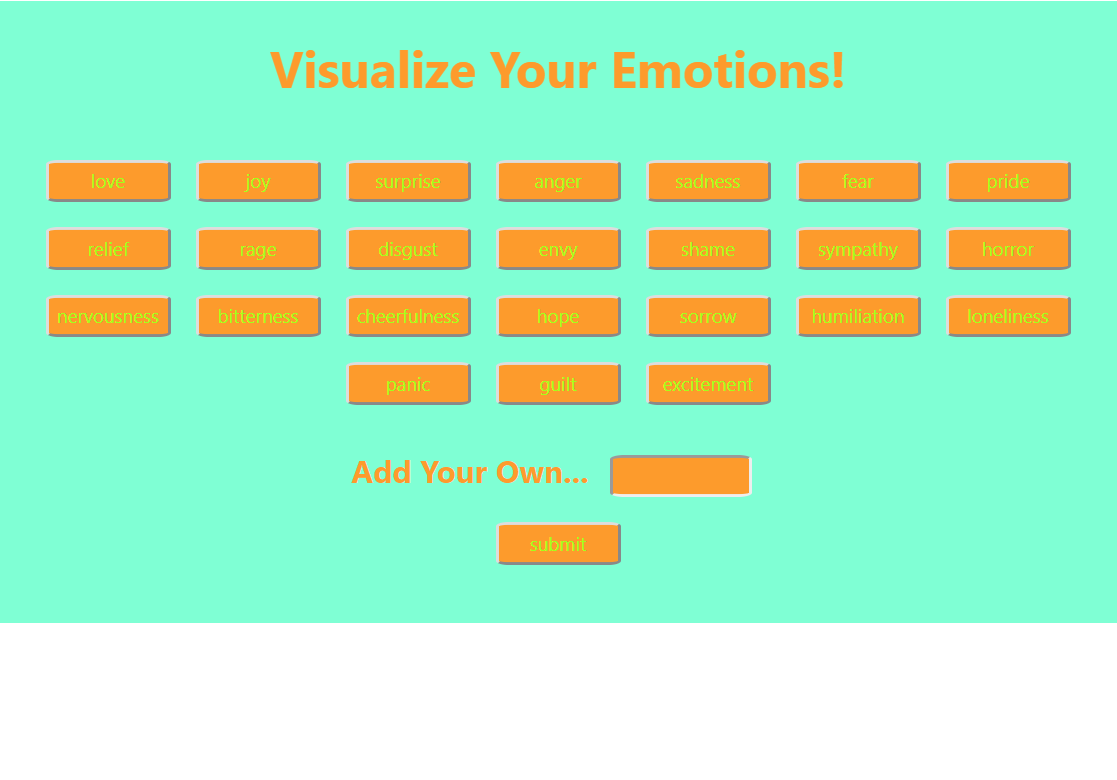 Visualize Your Emotions!
love joy surprise anger sadness fear pride
relief rage disgust envy shame sympathy horror
nervousness bitterness cheerfulness hope sorrow humiliation loneliness
panic guilt excitement
Add Your Own...
submit